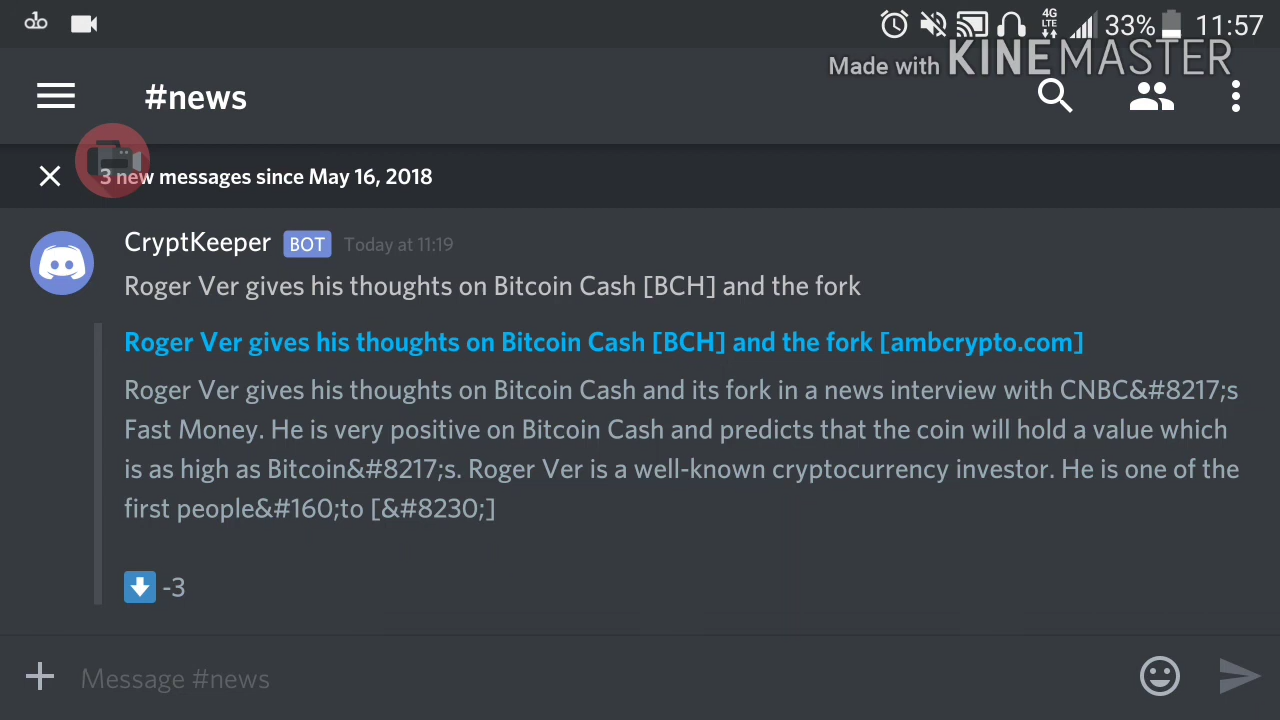 4G LTE 33% 11:57
Made with KINEMASTER
#news
3 new messages since May 16, 2018
CryptKeeper BOT Today at 11:19
Roger Ver gives his thoughts on Bitcoin Cash [BCH] and the fork
Roger Ver gives his thoughts on Bitcoin Cash [BCH] and the fork [ambcrypto.com]
Roger Ver gives his thoughts on Bitcoin Cash and its fork in a news interview with CNBC&#8217;s
Fast Money. He is very positive on Bitcoin Cash and predicts that the coin will hold a value which
is as high as Bitcoin&#8217;s. Roger Ver is a well-known cryptocurrency investor. He is one of the
first people&#160;to [&#8230;]
-3
Message #news